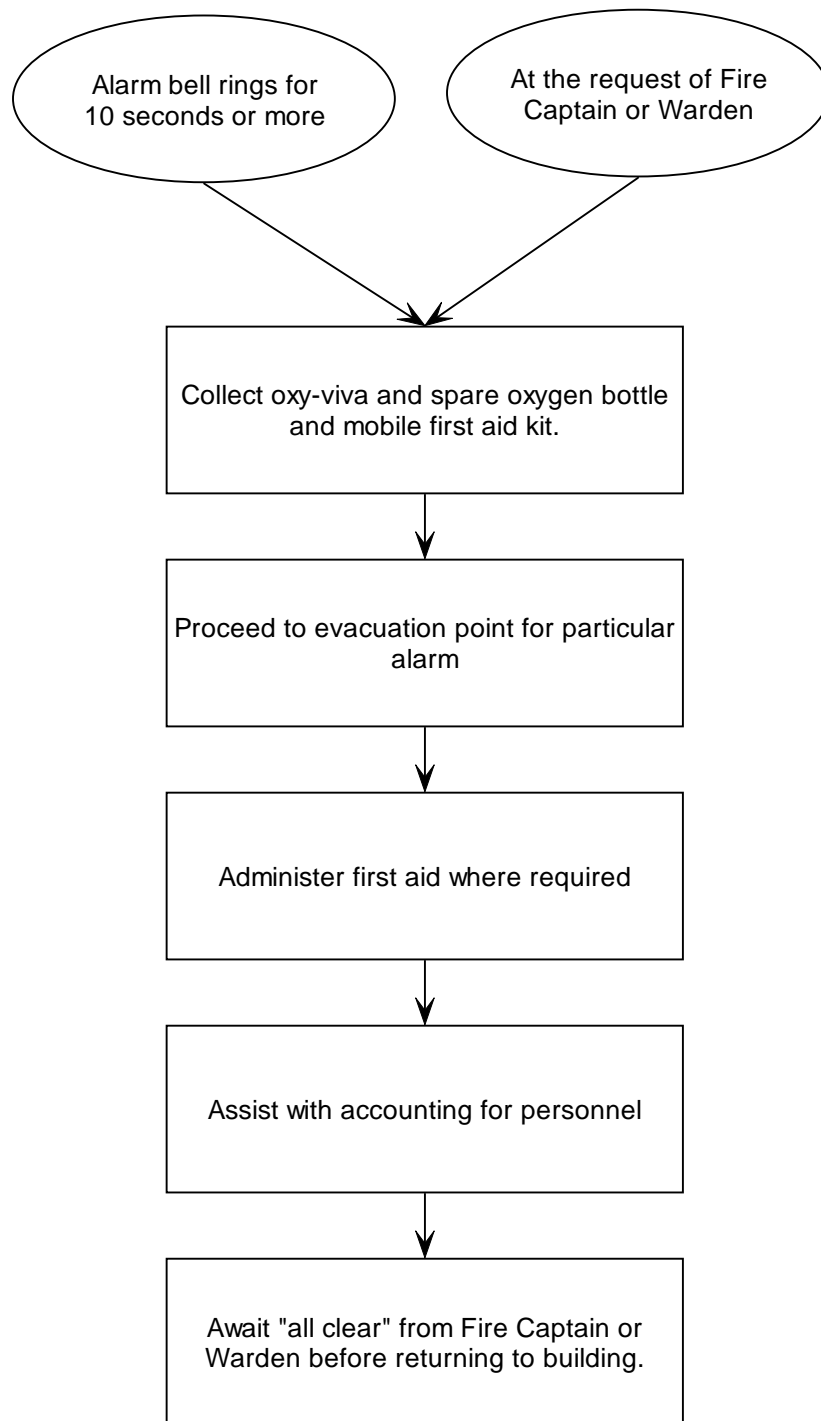 Alarm bell rings for
10 seconds or more
At the request of Fire
Captain or Warden
Collect oxy-viva and spare oxygen bottle
and mobile first aid kit.
Proceed to evacuation point for particular
alarm
Administer first aid where required
Assist with accounting for personnel
Await "all clear" from Fire Captain or
Warden before returning to building.